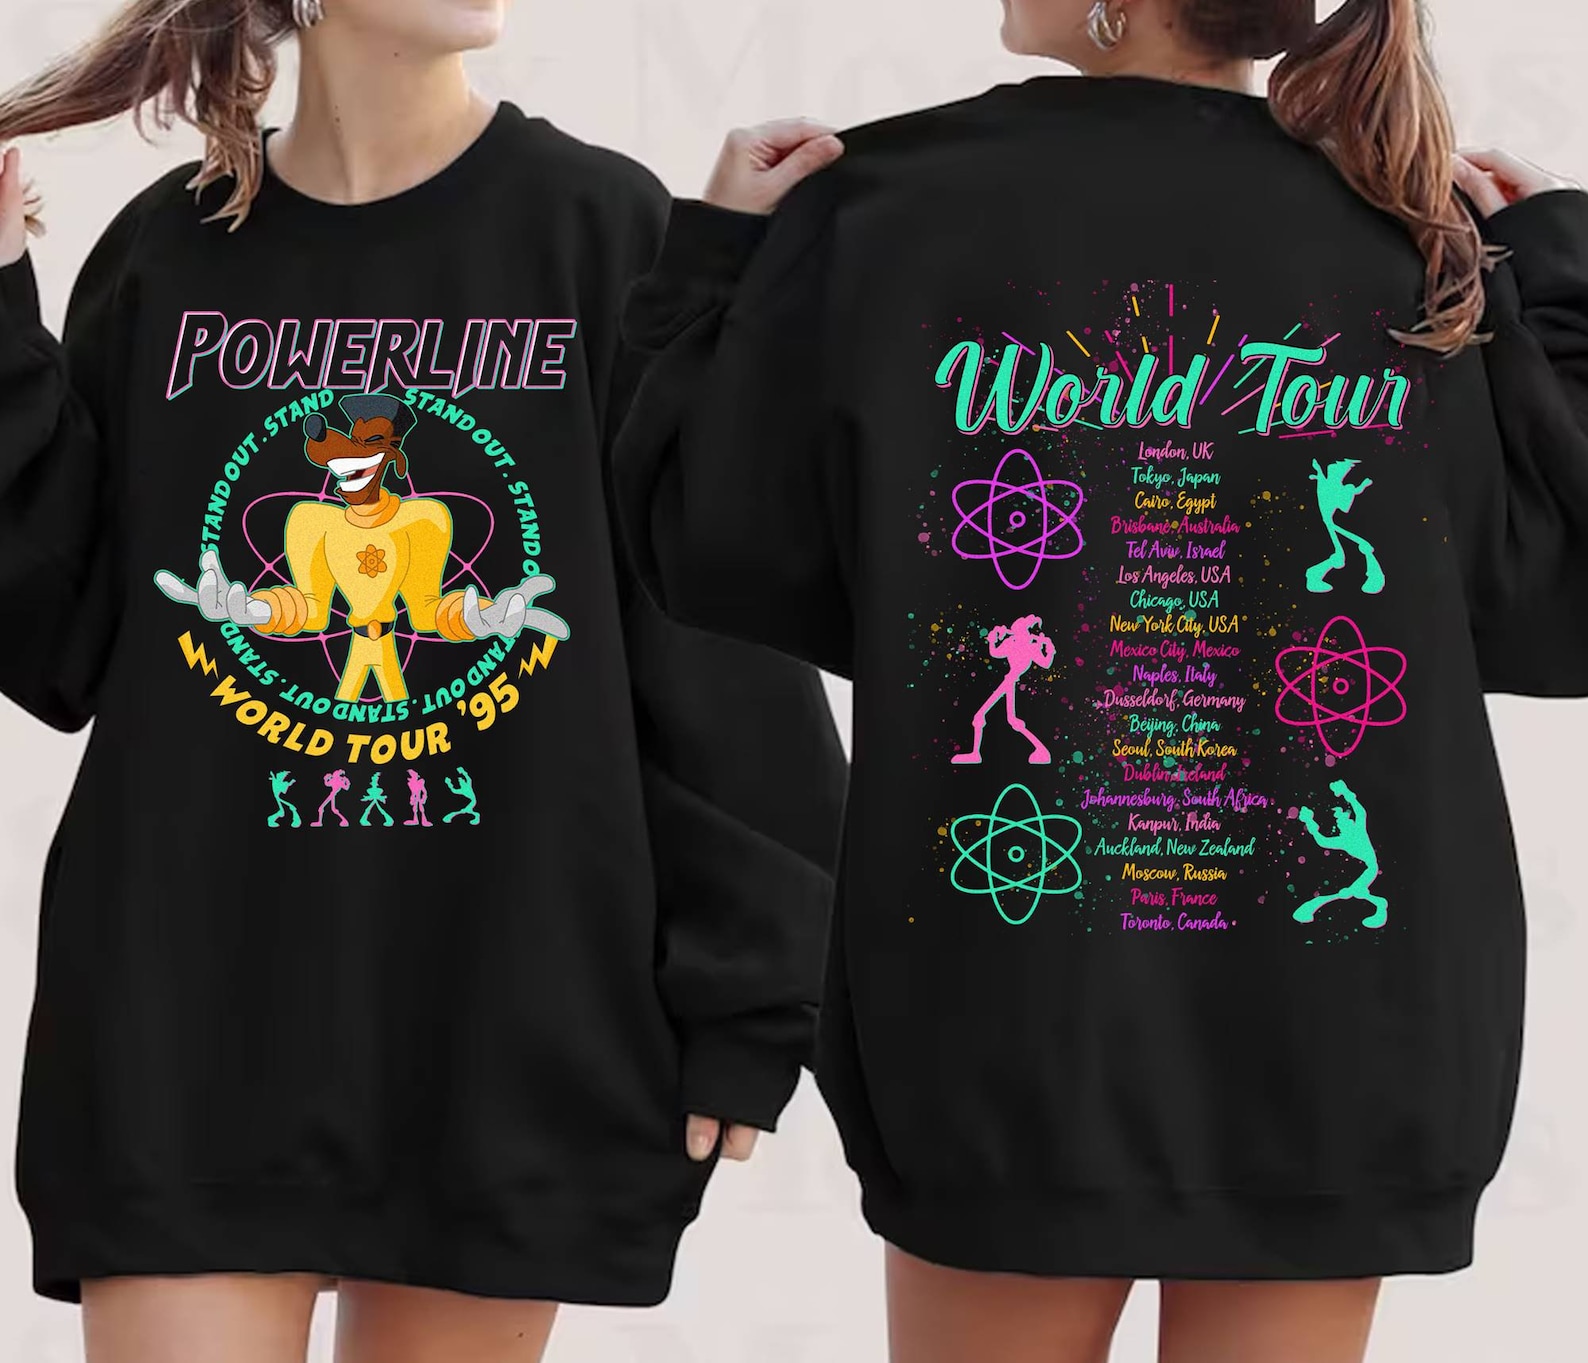 POWERLINE
STAND OUT . STAND OUT . STAND OUT . STAND OUT . STAND OUT . STAND
WORLD TOUR '95
World Tour
London, UK
Tokyo, Japan
Cairo, Egypt
Brisbane, Australia
Tel Aviv, Israel
Los Angeles, USA
Chicago, USA
New York City, USA
Mexico City, Mexico
Naples, Italy
Dusseldorf, Germany
Beijing, China
Seoul, South Korea
Dublin, Ireland
Johannesburg, South Africa
Kanpur, India
Auckland, New Zealand
Moscow, Russia
Paris, France
Toronto, Canada